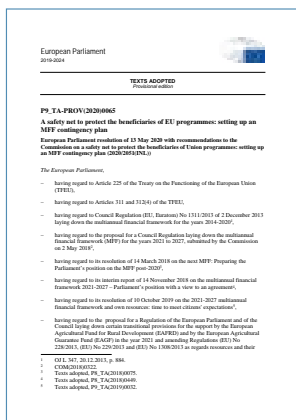 European Parliament
2019-2024
TEXTS ADOPTED
Provisional edition
P9_TA-PROV(2020)0065
A safety net to protect the beneficiaries of EU programmes: setting up an
MFF contingency plan
European Parliament resolution of 13 May 2020 with recommendations to the
Commission on a safety net to protect the beneficiaries of Union programmes: setting up
an MFF contingency plan (2020/2051(INL))
The European Parliament,
– having regard to Article 225 of the Treaty on the Functioning of the European Union
(TFEU),
– having regard to Articles 311 and 312(4) of the TFEU,
– having regard to Council Regulation (EU, Euratom) No 1311/2013 of 2 December 2013
laying down the multiannual financial framework for the years 2014-2020¹,
– having regard to the proposal for a Council Regulation laying down the multiannual
financial framework (MFF) for the years 2021 to 2027, submitted by the Commission
on 2 May 2018²,
– having regard to its resolution of 14 March 2018 on the next MFF: Preparing the
Parliament's position on the MFF post-2020³,
– having regard to its interim report of 14 November 2018 on the multiannual financial
framework 2021-2027 – Parliament's position with a view to an agreement⁴,
– having regard to its resolution of 10 October 2019 on the 2021-2027 multiannual
financial framework and own resources: time to meet citizens' expectations⁵,
– having regard to the proposal for a Regulation of the European Parliament and of the
Council laying down certain transitional provisions for the support by the European
Agricultural Fund for Rural Development (EAFRD) and by the European Agricultural
Guarantee Fund (EAGF) in the year 2021 and amending Regulations (EU) No
228/2013, (EU) No 229/2013 and (EU) No 1308/2013 as regards resources and their
¹ OJ L 347, 20.12.2013, p. 884.
² COM(2018)0322.
³ Texts adopted, P8_TA(2018)0075.
⁴ Texts adopted, P8_TA(2018)0449.
⁵ Texts adopted, P9_TA(2019)0032.